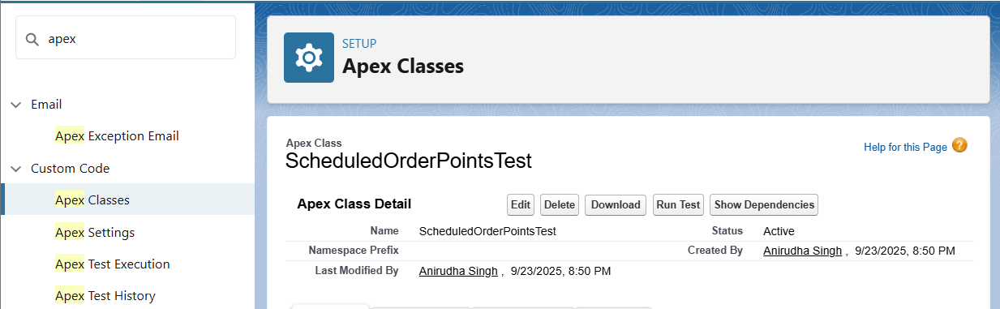 apex
Email
Apex Exception Email
Custom Code
Apex Classes
Apex Settings
Apex Test Execution
Apex Test History
SETUP
Apex Classes
Apex Class
ScheduledOrderPointsTest
Help for this Page ?
Apex Class Detail Edit Delete Download Run Test Show Dependencies
Name ScheduledOrderPointsTest Status Active
Namespace Prefix Created By Anirudha Singh , 9/23/2025, 8:50 PM
Last Modified By Anirudha Singh , 9/23/2025, 8:50 PM